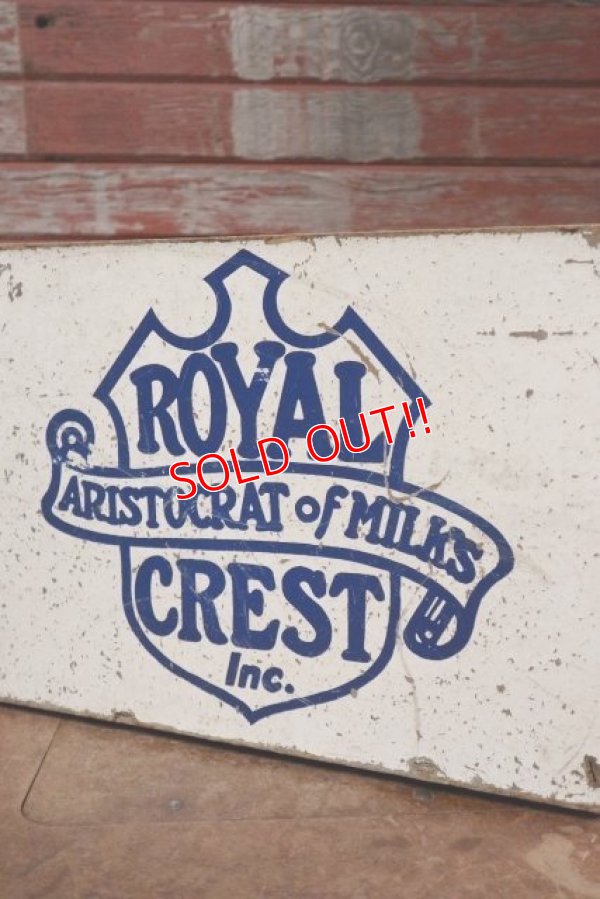 ROYAL
SOLD OUT!!
ARISTOCRAT of MILKS
CREST
Inc.